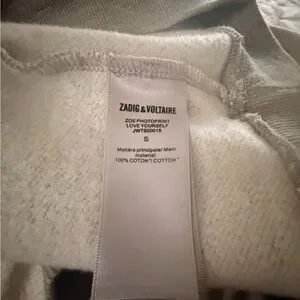 ZADIG & VOLTAIRE
ZOE PHOTOPRINT
LOVE YOURSELF
JWTS00018
S
Matière principale/ Main
material:
100% COTON*/ COTTON *